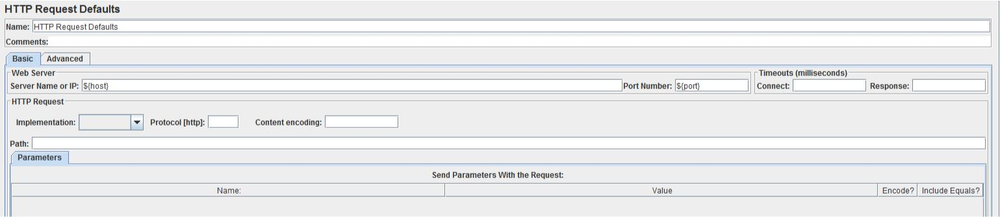 HTTP Request Defaults
Name: HTTP Request Defaults
Comments:
Basic Advanced
Web Server Timeouts (milliseconds)
Server Name or IP: ${host} Port Number: ${port} Connect: Response:
HTTP Request
Implementation: Protocol [http]: Content encoding:
Path:
Parameters
Send Parameters With the Request:
Name: Value Encode? Include Equals?